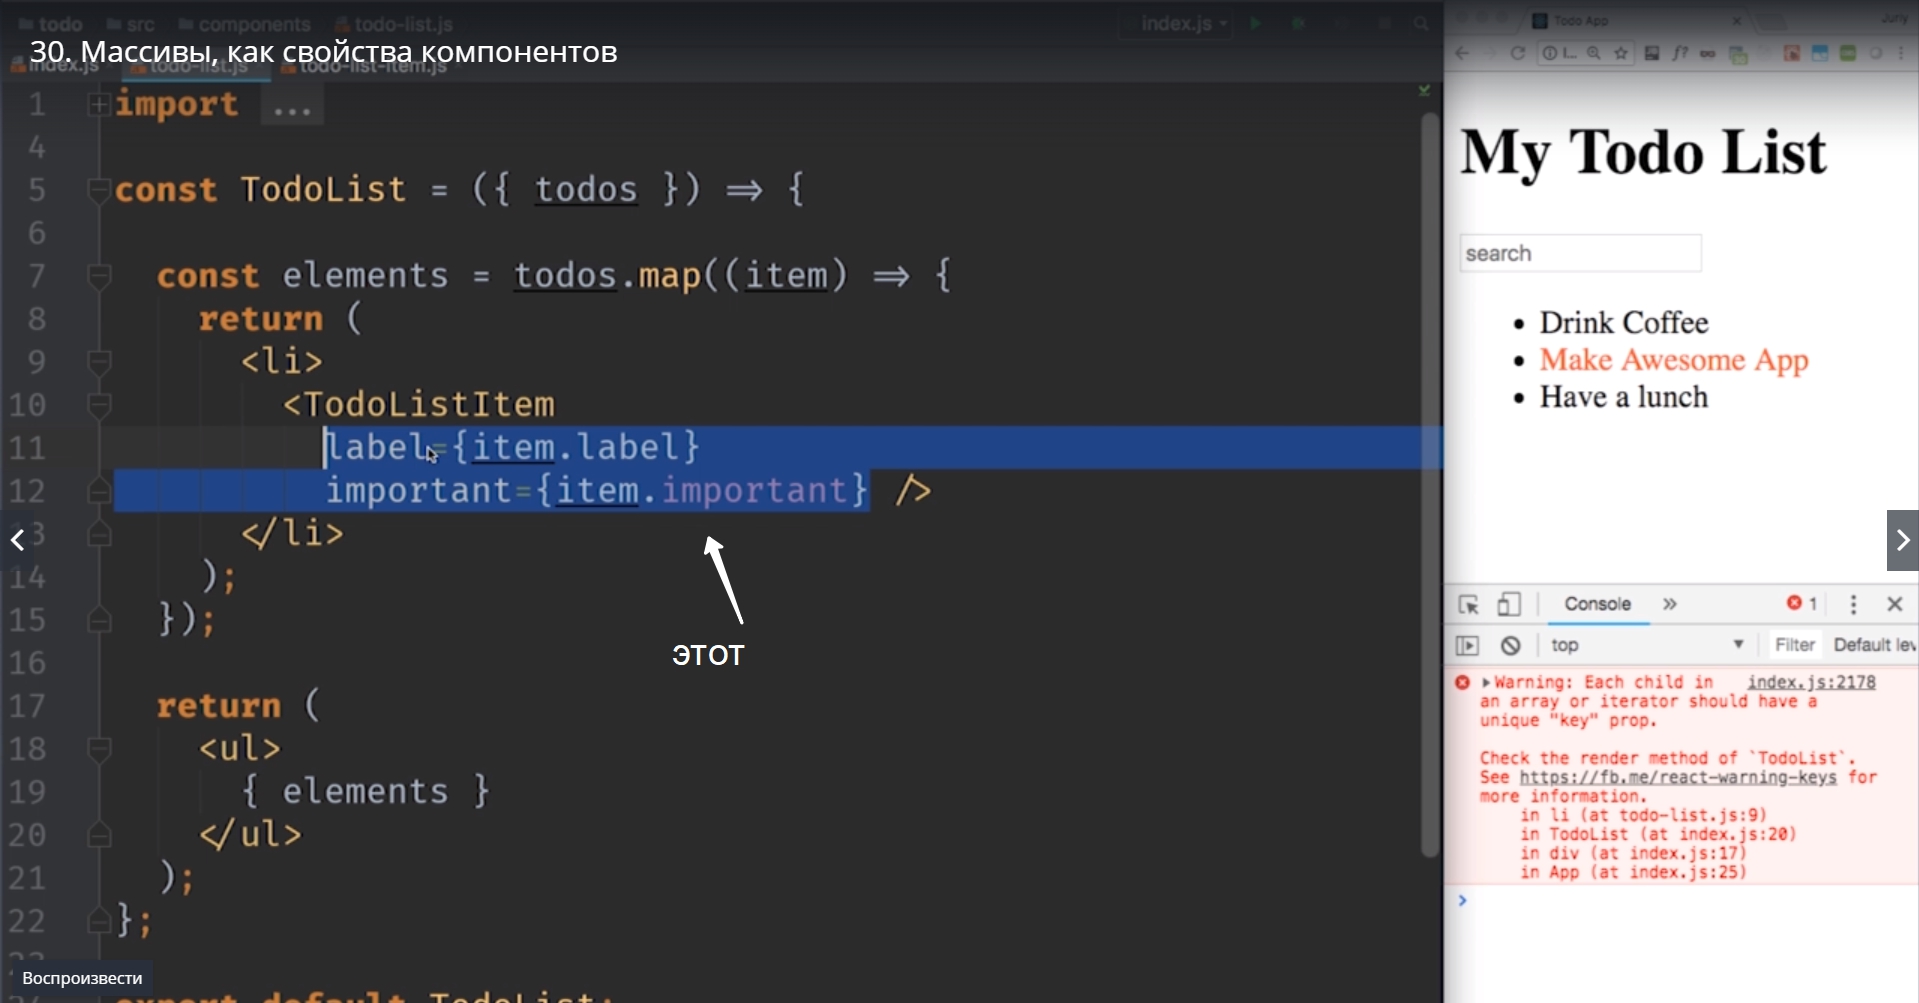 todo src components todo-list.js index.js
30. Массивы, как свойства компонентов
index.js todo-list.js todo-list-item.js
1 import ...
4
5 const TodoList = ({ todos }) => {
6
7 const elements = todos.map((item) => {
8 return (
9 <li>
10 <TodoListItem
11 label={item.label}
12 important={item.important} />
13 </li>
14 );
15 });
16
17 return (
18 <ul>
19 { elements }
20 </ul>
21 );
22 };
export default TodoList;
этот
Воспроизвести
Todo App
Jury
My Todo List
search
• Drink Coffee
• Make Awesome App
• Have a lunch
Console » 1
top Filter Default lev
Warning: Each child in index.js:2178
an array or iterator should have a
unique "key" prop.
Check the render method of `TodoList`.
See https://fb.me/react-warning-keys for
more information.
in li (at todo-list.js:9)
in TodoList (at index.js:20)
in div (at index.js:17)
in App (at index.js:25)